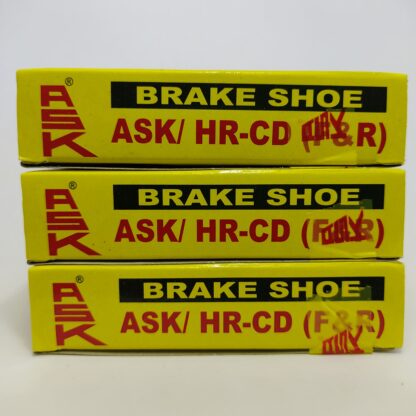 ASK®
BRAKE SHOE
ASK/ HR-CD (F&R)
ASK®
BRAKE SHOE
ASK/ HR-CD (F&R)
ASK®
BRAKE SHOE
ASK/ HR-CD (F&R)